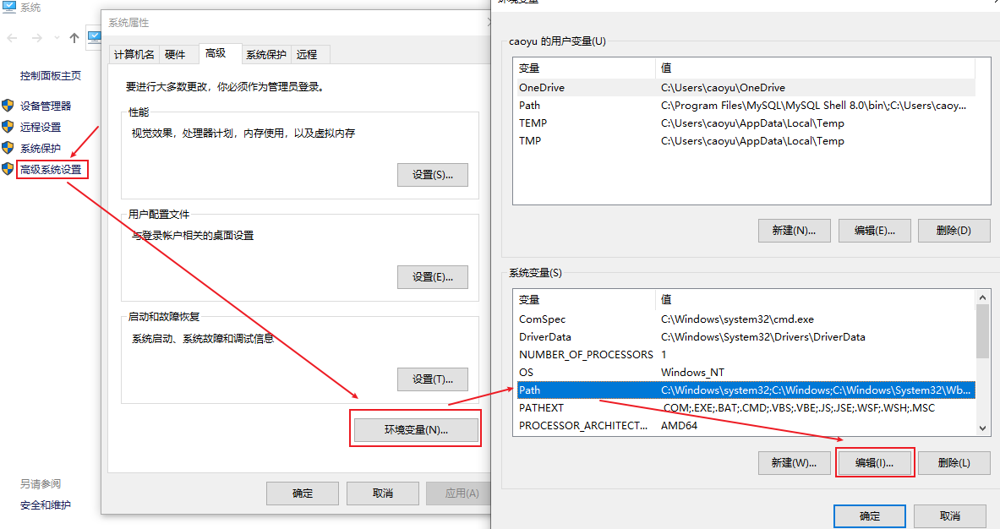 系统
控制面板主页
设备管理器
远程设置
系统保护
高级系统设置
另请参阅
安全和维护
系统属性
计算机名 硬件 高级 系统保护 远程
要进行大多数更改，你必须作为管理员登录。
性能
视觉效果，处理器计划，内存使用，以及虚拟内存
设置(S)...
用户配置文件
与登录帐户相关的桌面设置
设置(E)...
启动和故障恢复
系统启动、系统故障和调试信息
设置(T)...
环境变量(N)...
确定 取消 应用(A)
环境变量
caoyu 的用户变量(U)
变量 值
OneDrive C:\Users\caoyu\OneDrive
Path C:\Program Files\MySQL\MySQL Shell 8.0\bin\;C:\Users\caoy...
TEMP C:\Users\caoyu\AppData\Local\Temp
TMP C:\Users\caoyu\AppData\Local\Temp
新建(N)... 编辑(E)... 删除(D)
系统变量(S)
变量 值
ComSpec C:\Windows\system32\cmd.exe
DriverData C:\Windows\System32\Drivers\DriverData
NUMBER_OF_PROCESSORS 1
OS Windows_NT
Path C:\Windows\system32;C:\Windows;C:\Windows\System32\Wb...
PATHEXT .COM;.EXE;.BAT;.CMD;.VBS;.VBE;.JS;.JSE;.WSF;.WSH;.MSC
PROCESSOR_ARCHITECT... AMD64
新建(W)... 编辑(I)... 删除(L)
确定 取消